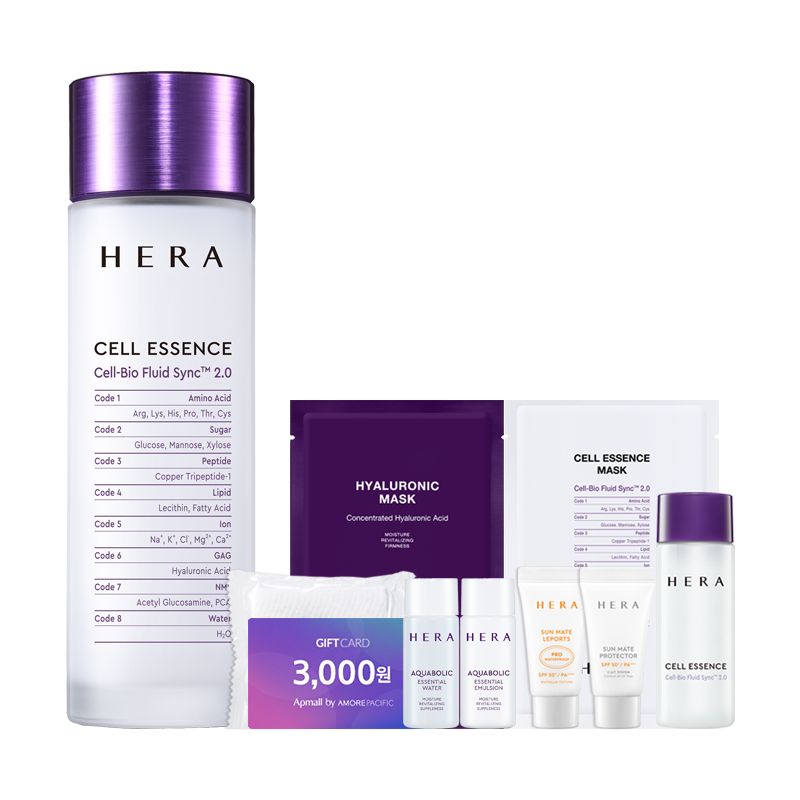 HERA
CELL ESSENCE
Cell-Bio Fluid Sync™ 2.0
Code 1 Amino Acid
Arg, Lys, His, Pro, Thr, Cys
Code 2 Sugar
Glucose, Mannose, Xylose
Code 3 Peptide
Copper Tripeptide-1
Code 4 Lipid
Lecithin, Fatty Acid
Code 5 Ion
Na⁺, K⁺, Cl⁻, Mg²⁺, Ca²⁺
Code 6 GAG
Hyaluronic Acid
Code 7 NMF
Acetyl Glucosamine, PCA
Code 8 Water
H₂O
HYALURONIC
MASK
Concentrated Hyaluronic Acid
MOISTURE
REVITALIZING
FIRMNESS
CELL ESSENCE
MASK
Cell-Bio Fluid Sync™ 2.0
Code 1 Amino Acid
Arg, Lys, His, Pro, Thr, Cys
Code 2 Sugar
Glucose, Mannose, Xylose
Code 3 Peptide
Copper Tripeptide-1
Code 4 Lipid
Lecithin, Fatty Acid
Code 5 Ion
H
GIFTCARD
3,000원
Apmall by AMOREPACIFIC
HERA
AQUABOLIC
ESSENTIAL
WATER
MOISTURE
REVITALIZING
SUPPLENESS
HERA
AQUABOLIC
ESSENTIAL
EMULSION
MOISTURE
REVITALIZING
SUPPLENESS
HERA
SUN MATE
LEPORTS
PRO
WATERPROOF
SPF 50⁺ / PA⁺⁺⁺⁺
HERA
SUN MATE
PROTECTOR
SPF 50⁺ / PA⁺⁺⁺
HERA
CELL ESSENCE
Cell-Bio Fluid Sync™ 2.0